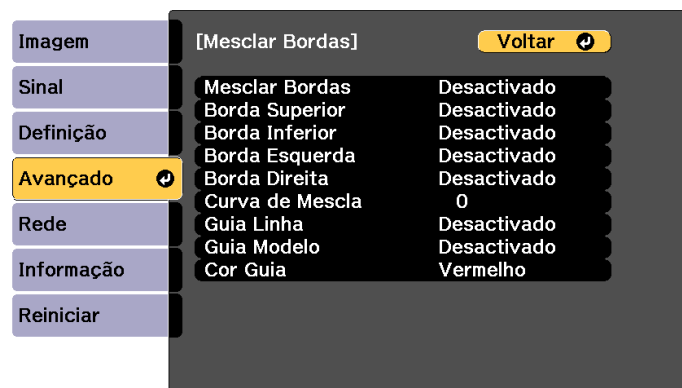 Imagem
Sinal
Definição
Avançado
Rede
Informação
Reiniciar
[Mesclar Bordas] Voltar
Mesclar Bordas Desactivado
Borda Superior Desactivado
Borda Inferior Desactivado
Borda Esquerda Desactivado
Borda Direita Desactivado
Curva de Mescla 0
Guia Linha Desactivado
Guia Modelo Desactivado
Cor Guia Vermelho